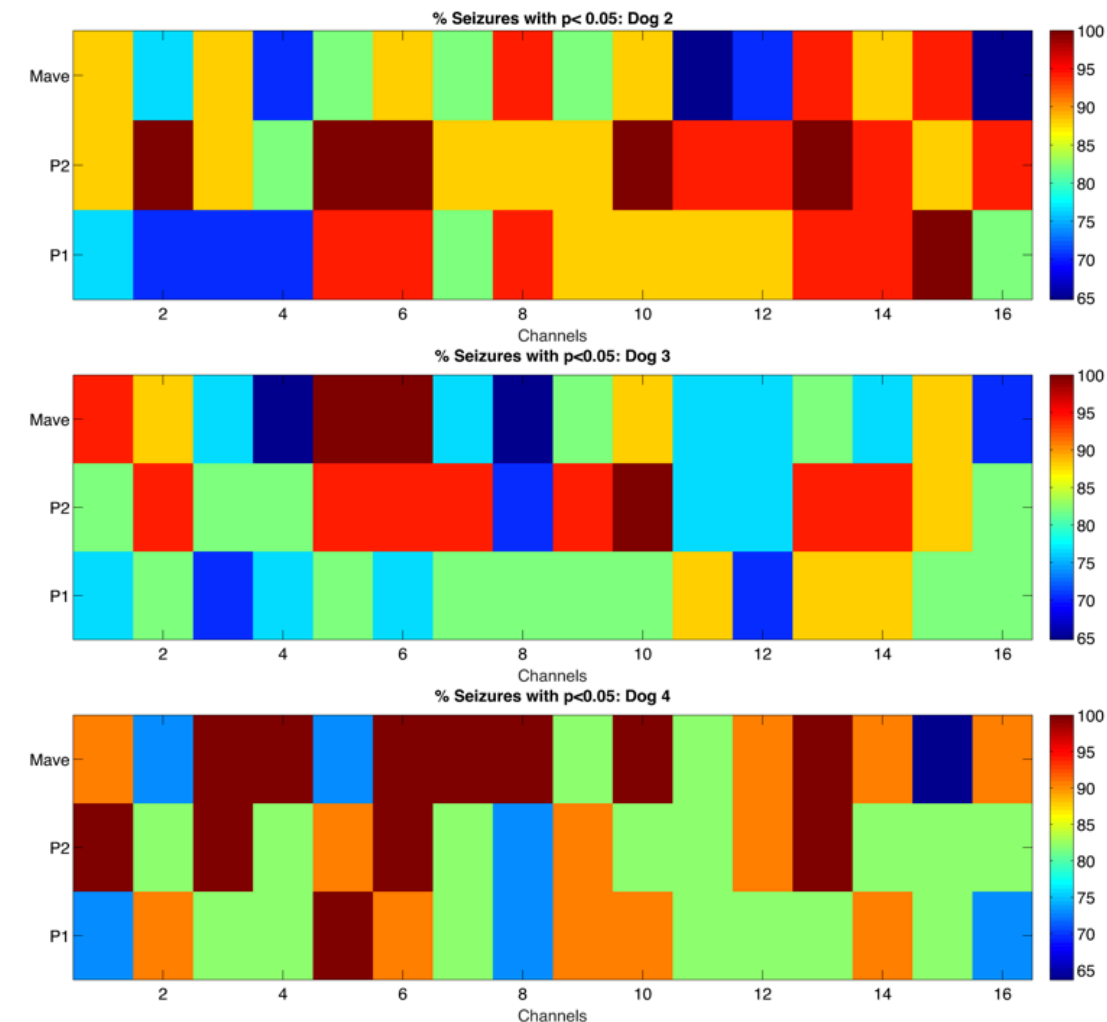 % Seizures with p< 0.05: Dog 2
Mave
P2
P1
2 4 6 8 10 12 14 16
Channels
100
95
90
85
80
75
70
65
% Seizures with p<0.05: Dog 3
Mave
P2
P1
2 4 6 8 10 12 14 16
Channels
100
95
90
85
80
75
70
65
% Seizures with p<0.05: Dog 4
Mave
P2
P1
2 4 6 8 10 12 14 16
Channels
100
95
90
85
80
75
70
65